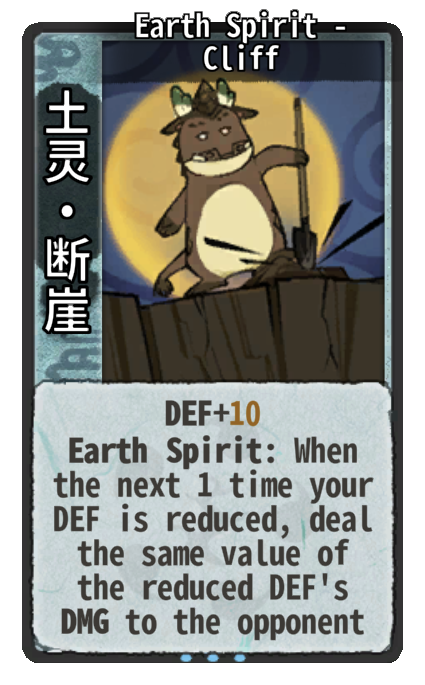 Earth Spirit -
Cliff
土灵·断崖
DEF+10
Earth Spirit: When
the next 1 time your
DEF is reduced, deal
the same value of
the reduced DEF's
DMG to the opponent